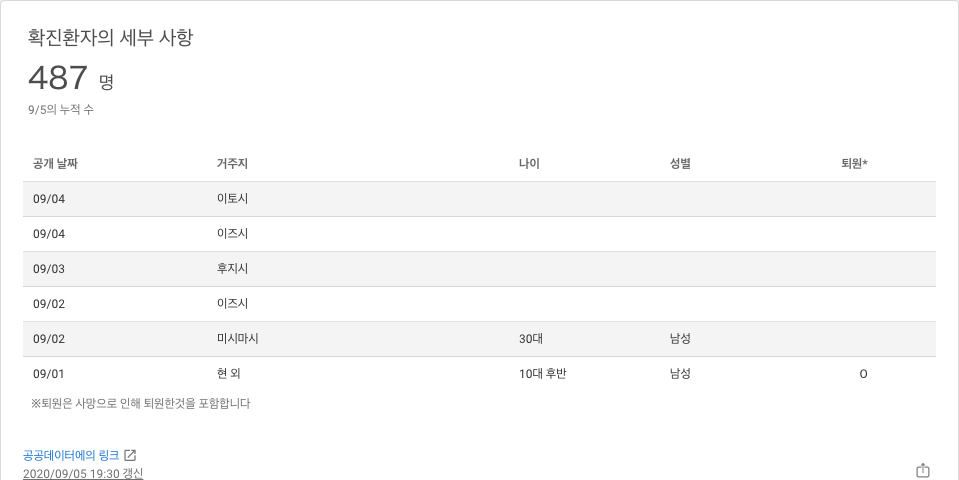 확진환자의 세부 사항
487 명
9/5의 누적 수
공개 날짜 거주지 나이 성별 퇴원*
09/04 이토시
09/04 이즈시
09/03 후지시
09/02 이즈시
09/02 미시마시 30대 남성
09/01 현 외 10대 후반 남성 O
※퇴원은 사망으로 인해 퇴원한것을 포함합니다
공공데이터에의 링크
2020/09/05 19:30 갱신